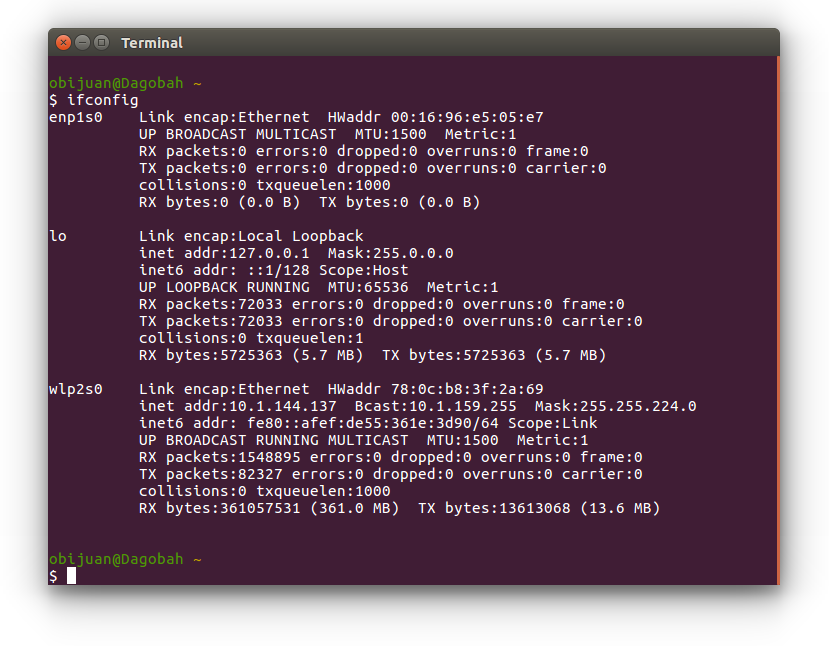 Terminal
obijuan@Dagobah ~
$ ifconfig
enp1s0    Link encap:Ethernet  HWaddr 00:16:96:e5:05:e7
          UP BROADCAST MULTICAST  MTU:1500  Metric:1
          RX packets:0 errors:0 dropped:0 overruns:0 frame:0
          TX packets:0 errors:0 dropped:0 overruns:0 carrier:0
          collisions:0 txqueuelen:1000
          RX bytes:0 (0.0 B)  TX bytes:0 (0.0 B)

lo        Link encap:Local Loopback
          inet addr:127.0.0.1  Mask:255.0.0.0
          inet6 addr: ::1/128 Scope:Host
          UP LOOPBACK RUNNING  MTU:65536  Metric:1
          RX packets:72033 errors:0 dropped:0 overruns:0 frame:0
          TX packets:72033 errors:0 dropped:0 overruns:0 carrier:0
          collisions:0 txqueuelen:1
          RX bytes:5725363 (5.7 MB)  TX bytes:5725363 (5.7 MB)

wlp2s0    Link encap:Ethernet  HWaddr 78:0c:b8:3f:2a:69
          inet addr:10.1.144.137  Bcast:10.1.159.255  Mask:255.255.224.0
          inet6 addr: fe80::afef:de55:361e:3d90/64 Scope:Link
          UP BROADCAST RUNNING MULTICAST  MTU:1500  Metric:1
          RX packets:1548895 errors:0 dropped:0 overruns:0 frame:0
          TX packets:82327 errors:0 dropped:0 overruns:0 carrier:0
          collisions:0 txqueuelen:1000
          RX bytes:361057531 (361.0 MB)  TX bytes:13613068 (13.6 MB)

obijuan@Dagobah ~
$